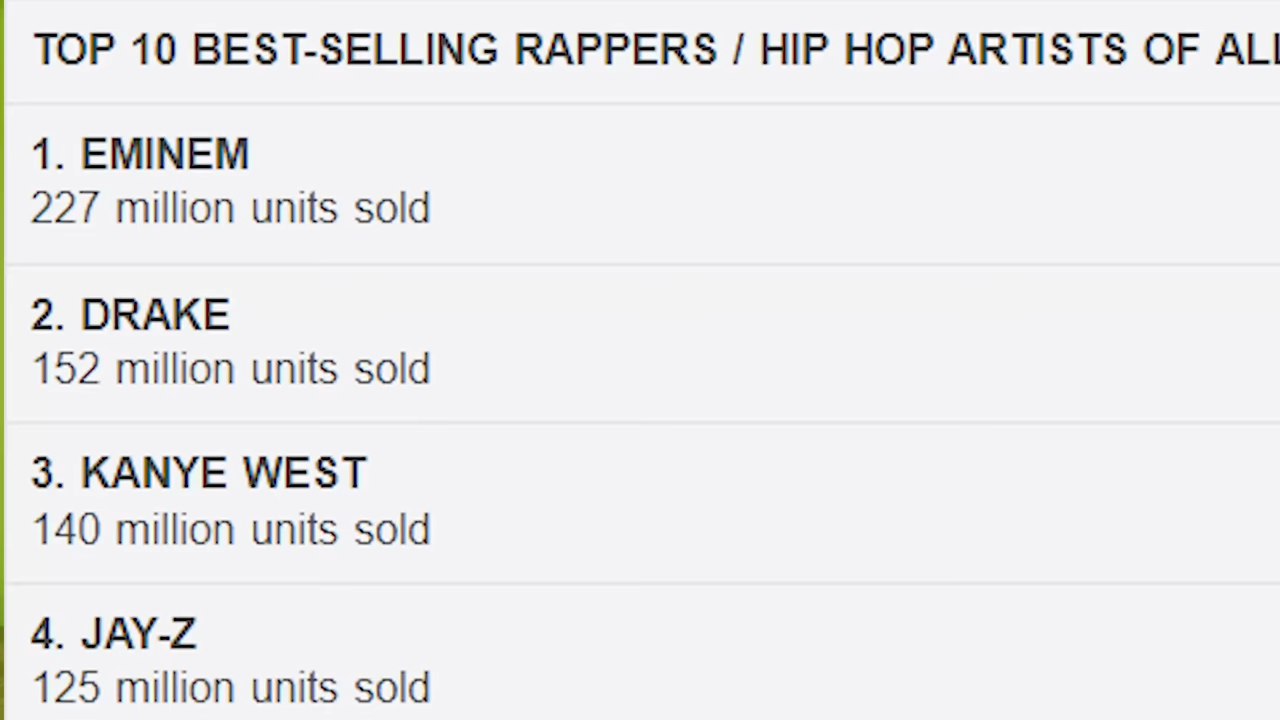 TOP 10 BEST-SELLING RAPPERS / HIP HOP ARTISTS OF ALL
1. EMINEM
227 million units sold
2. DRAKE
152 million units sold
3. KANYE WEST
140 million units sold
4. JAY-Z
125 million units sold